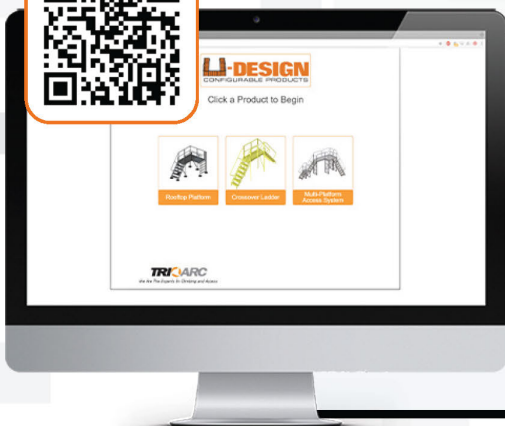 U-DESIGN
CONFIGURABLE PRODUCTS
Click a Product to Begin
Rooftop Platform
Crossover Ladder
Multi-Platform
Access System
TRI ARC
We Are The Experts In Climbing and Access